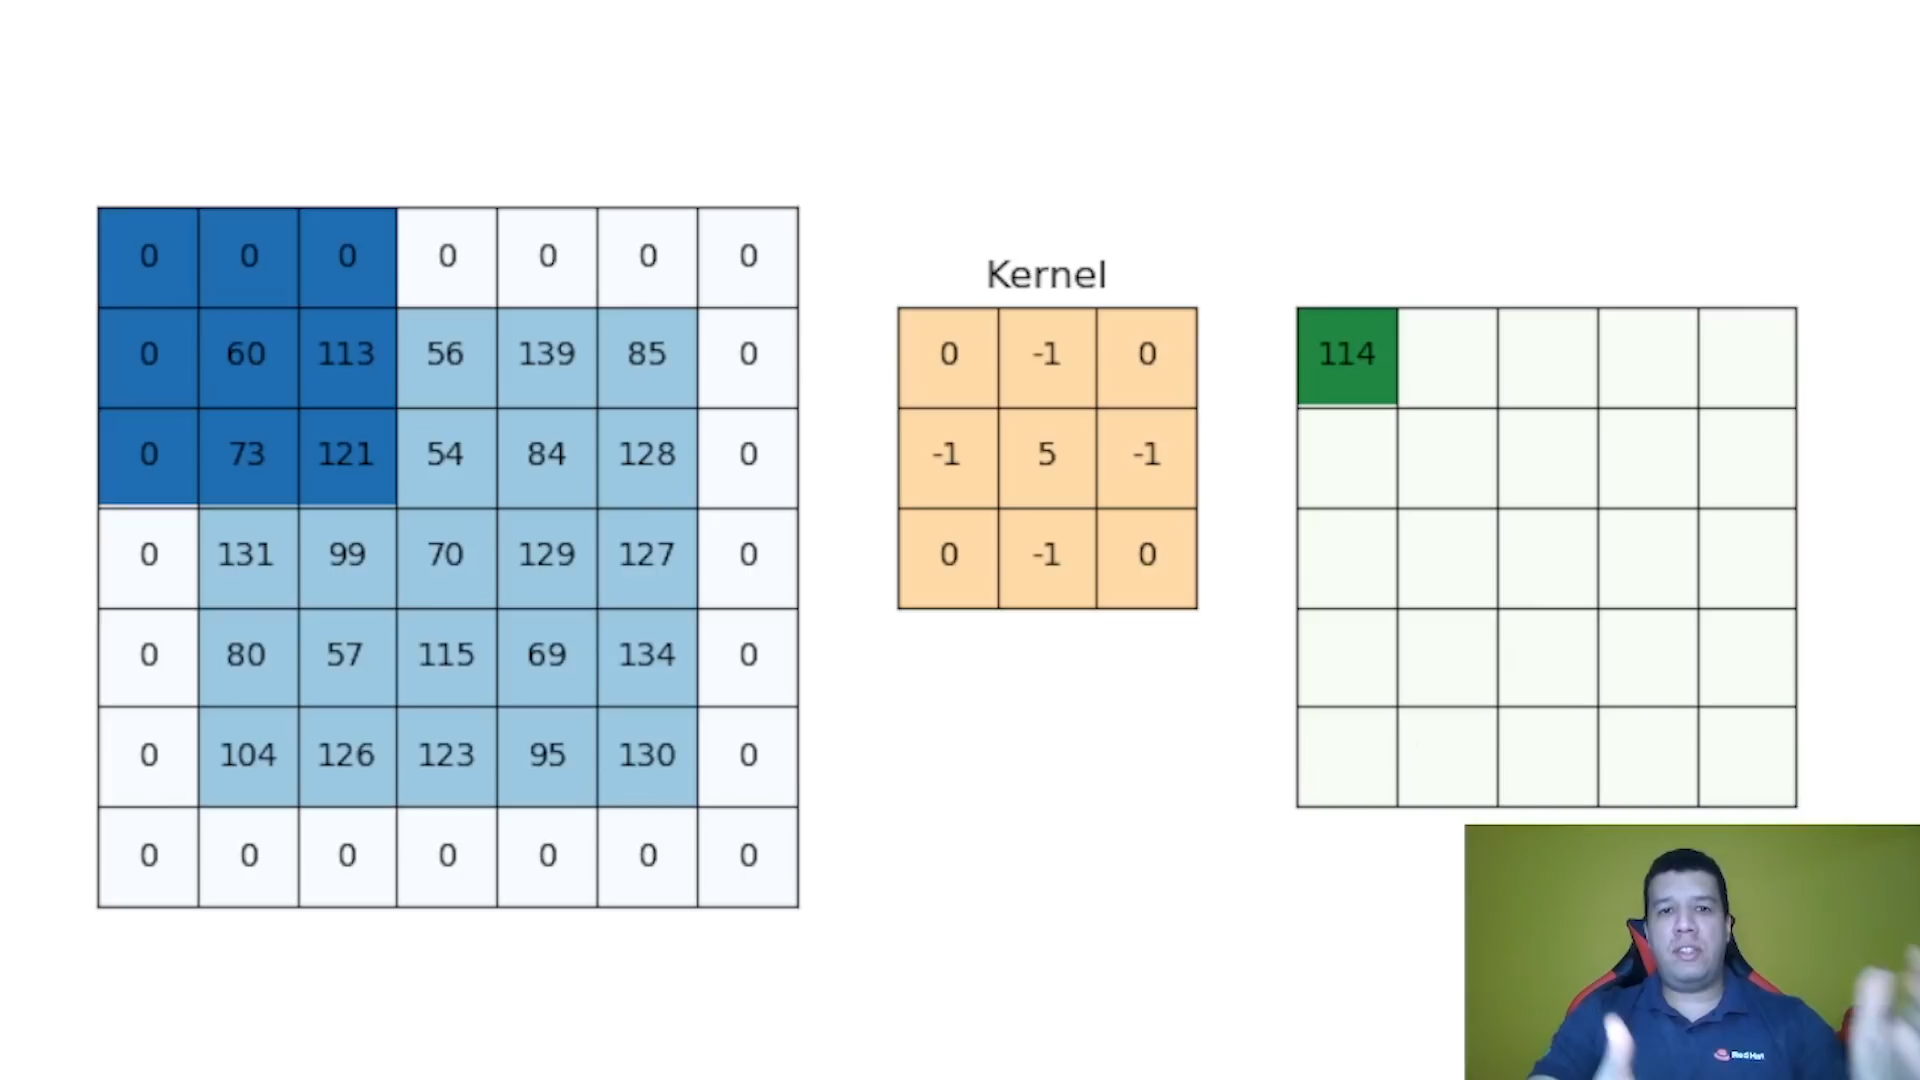 0 0 0 0 0 0 0
Kernel
0 60 113 56 139 85 0
0 -1 0
114
0 73 121 54 84 128 0
-1 5 -1
0 131 99 70 129 127 0
0 -1 0
0 80 57 115 69 134 0
0 104 126 123 95 130 0
0 0 0 0 0 0 0
Red Hat